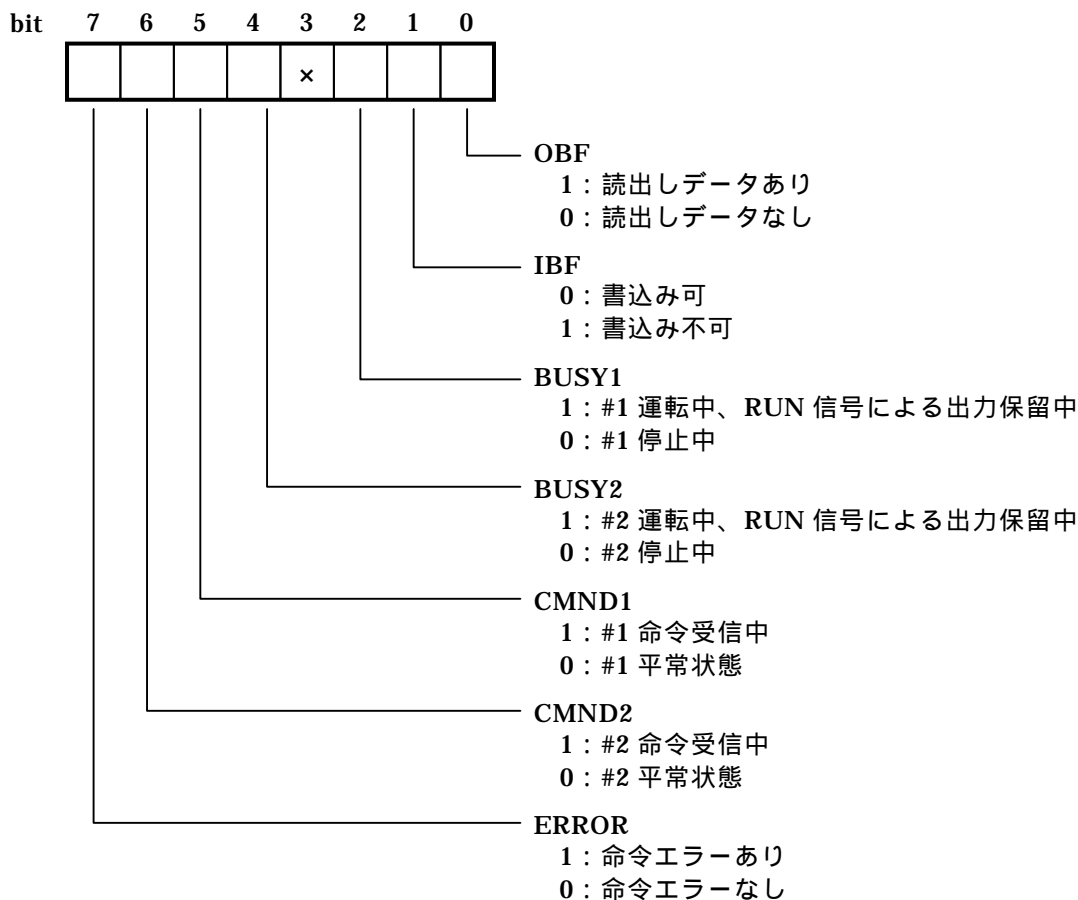 bit 7 6 5 4 3 2 1 0
×
OBF
1：読出しデータあり
0：読出しデータなし
IBF
0：書込み可
1：書込み不可
BUSY1
1：#1 運転中、RUN 信号による出力保留中
0：#1 停止中
BUSY2
1：#2 運転中、RUN 信号による出力保留中
0：#2 停止中
CMND1
1：#1 命令受信中
0：#1 平常状態
CMND2
1：#2 命令受信中
0：#2 平常状態
ERROR
1：命令エラーあり
0：命令エラーなし